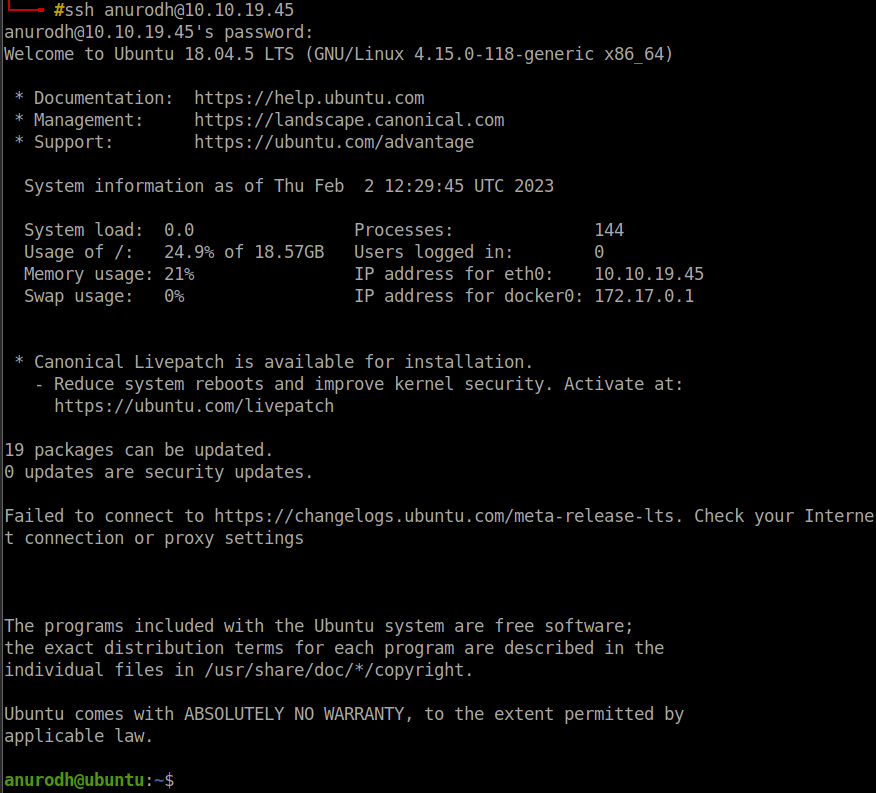 #ssh anurodh@10.10.19.45
anurodh@10.10.19.45's password:
Welcome to Ubuntu 18.04.5 LTS (GNU/Linux 4.15.0-118-generic x86_64)
* Documentation:  https://help.ubuntu.com
* Management:     https://landscape.canonical.com
* Support:        https://ubuntu.com/advantage
System information as of Thu Feb  2 12:29:45 UTC 2023
System load:  0.0                Processes:              144
Usage of /:   24.9% of 18.57GB   Users logged in:        0
Memory usage: 21%                IP address for eth0:    10.10.19.45
Swap usage:   0%                 IP address for docker0: 172.17.0.1
* Canonical Livepatch is available for installation.
- Reduce system reboots and improve kernel security. Activate at:
https://ubuntu.com/livepatch
19 packages can be updated.
0 updates are security updates.
Failed to connect to https://changelogs.ubuntu.com/meta-release-lts. Check your Interne
t connection or proxy settings
The programs included with the Ubuntu system are free software;
the exact distribution terms for each program are described in the
individual files in /usr/share/doc/*/copyright.
Ubuntu comes with ABSOLUTELY NO WARRANTY, to the extent permitted by
applicable law.
anurodh@ubuntu:~$